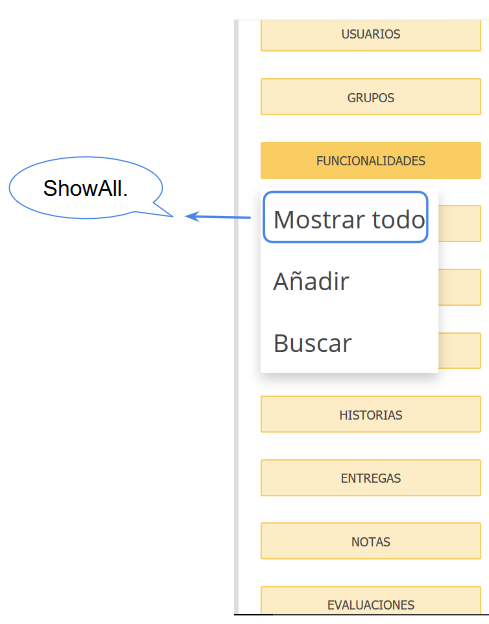 USUARIOS
GRUPOS
FUNCIONALIDADES
ShowAll.
Mostrar todo
Añadir
Buscar
HISTORIAS
ENTREGAS
NOTAS
EVALUACIONES